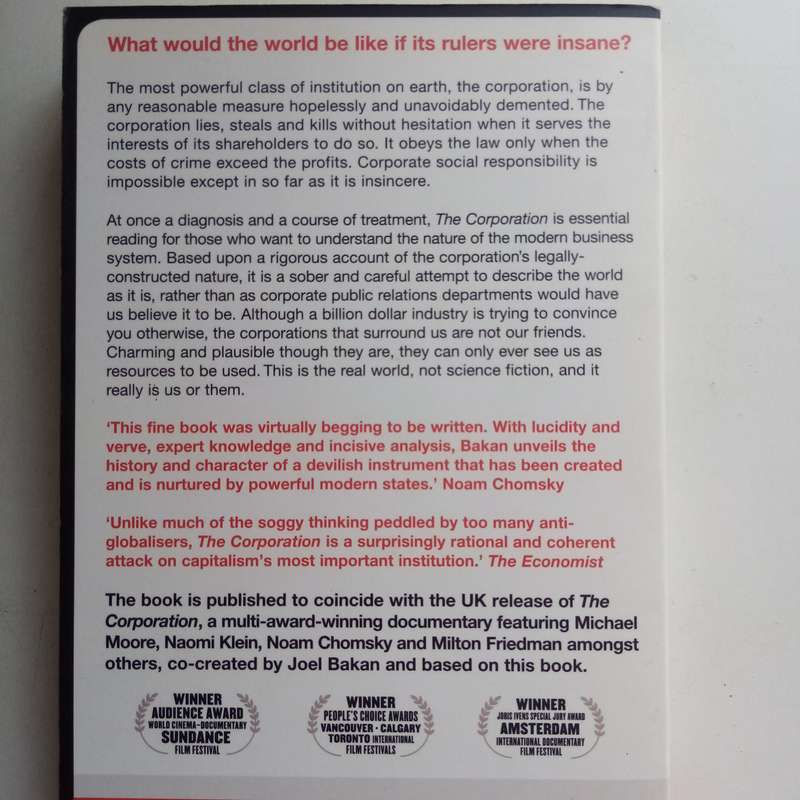 What would the world be like if its rulers were insane?
The most powerful class of institution on earth, the corporation, is by
any reasonable measure hopelessly and unavoidably demented. The
corporation lies, steals and kills without hesitation when it serves the
interests of its shareholders to do so. It obeys the law only when the
costs of crime exceed the profits. Corporate social responsibility is
impossible except in so far as it is insincere.
At once a diagnosis and a course of treatment, The Corporation is essential
reading for those who want to understand the nature of the modern business
system. Based upon a rigorous account of the corporation's legally-
constructed nature, it is a sober and careful attempt to describe the world
as it is, rather than as corporate public relations departments would have
us believe it to be. Although a billion dollar industry is trying to convince
you otherwise, the corporations that surround us are not our friends.
Charming and plausible though they are, they can only ever see us as
resources to be used. This is the real world, not science fiction, and it
really is us or them.
'This fine book was virtually begging to be written. With lucidity and
verve, expert knowledge and incisive analysis, Bakan unveils the
history and character of a devilish instrument that has been created
and is nurtured by powerful modern states.' Noam Chomsky
'Unlike much of the soggy thinking peddled by too many anti-
globalisers, The Corporation is a surprisingly rational and coherent
attack on capitalism's most important institution.' The Economist
The book is published to coincide with the UK release of The
Corporation, a multi-award-winning documentary featuring Michael
Moore, Naomi Klein, Noam Chomsky and Milton Friedman amongst
others, co-created by Joel Bakan and based on this book.
WINNER
AUDIENCE AWARD
WORLD CINEMA-DOCUMENTARY
SUNDANCE
FILM FESTIVAL
WINNER
PEOPLE'S CHOICE AWARDS
VANCOUVER · CALGARY
TORONTO INTERNATIONAL
FILM FESTIVALS
WINNER
JORIS IVENS SPECIAL JURY AWARD
AMSTERDAM
INTERNATIONAL DOCUMENTARY
FILM FESTIVAL